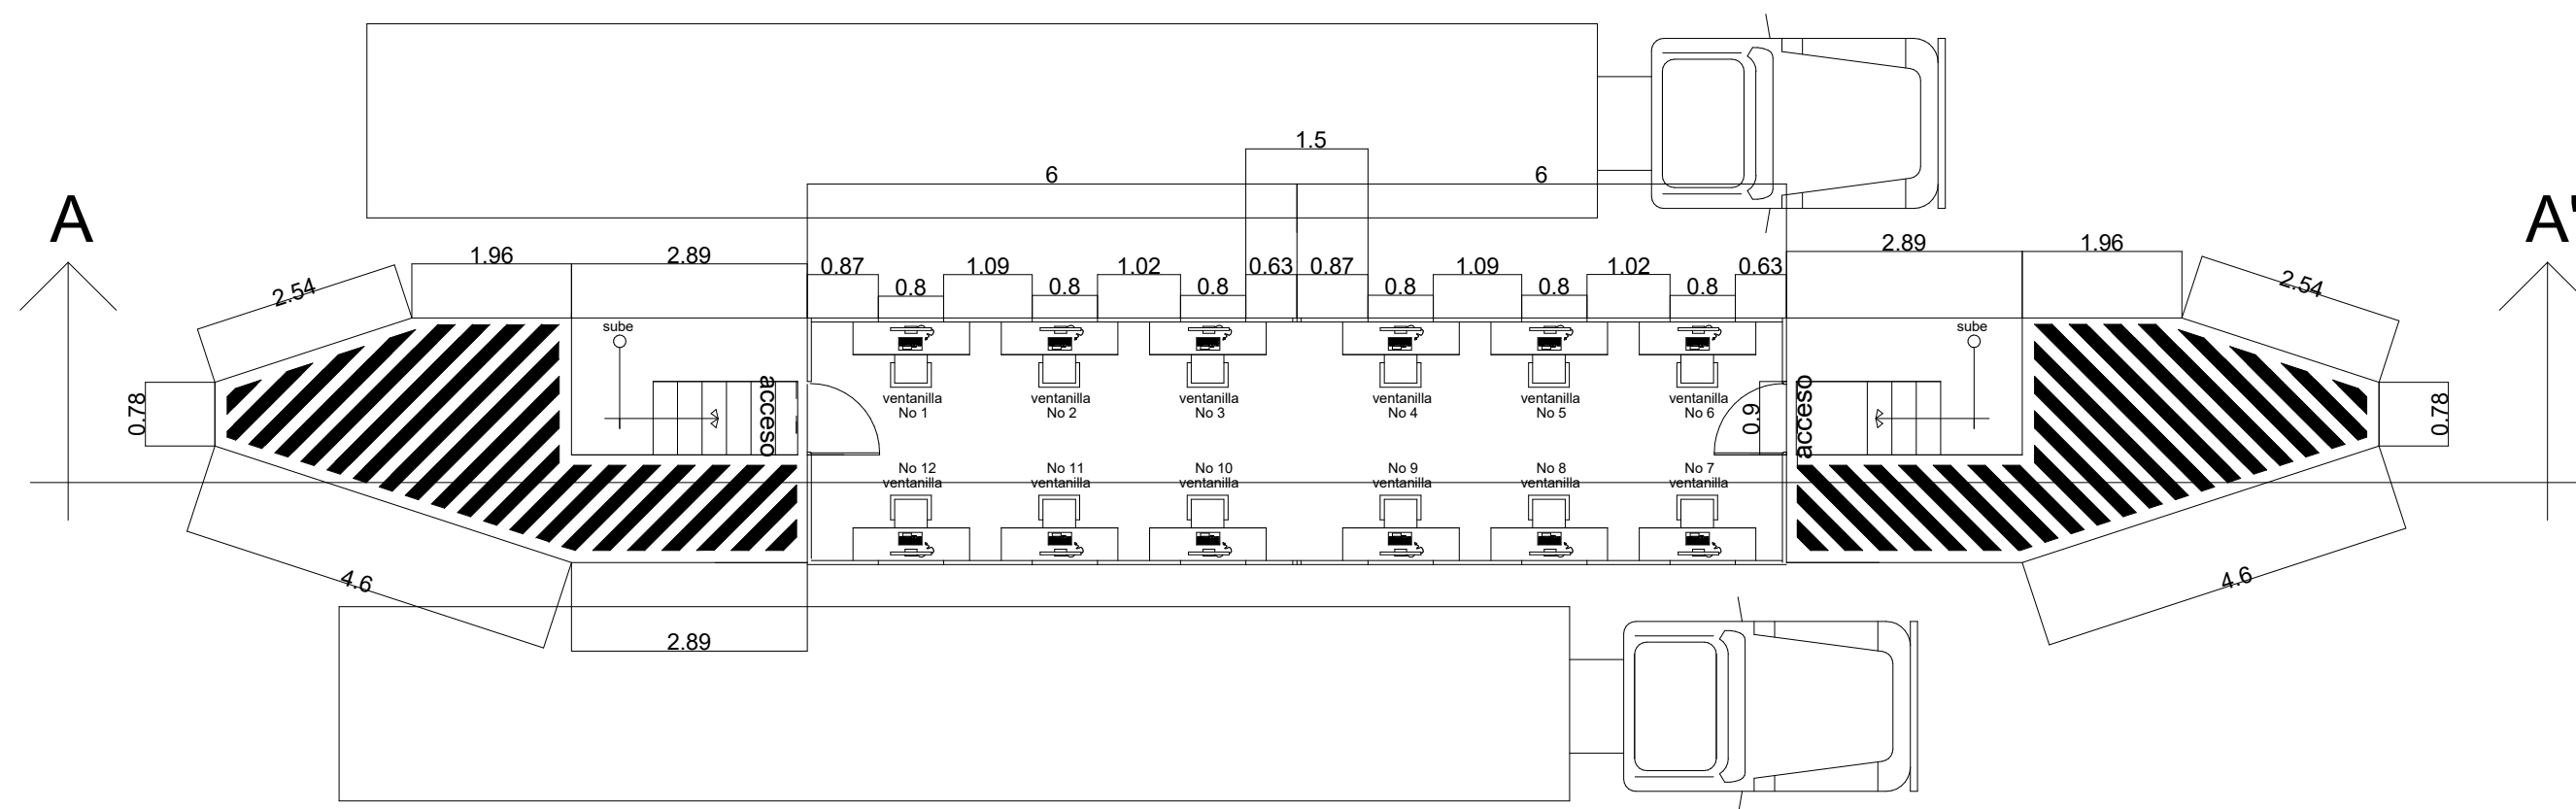 1.5
6 6
A A'
1.96 2.89 0.87 1.09 1.02 0.63 0.87 1.09 1.02 0.63 2.89 1.96
2.54 0.8 0.8 0.8 0.8 0.8 0.8 2.54
sube sube
acceso acceso
0.78 0.9 0.78
ventanilla ventanilla ventanilla ventanilla ventanilla ventanilla
No 1 No 2 No 3 No 4 No 5 No 6
No 12 No 11 No 10 No 9 No 8 No 7
ventanilla ventanilla ventanilla ventanilla ventanilla ventanilla
4.6 4.6
2.89